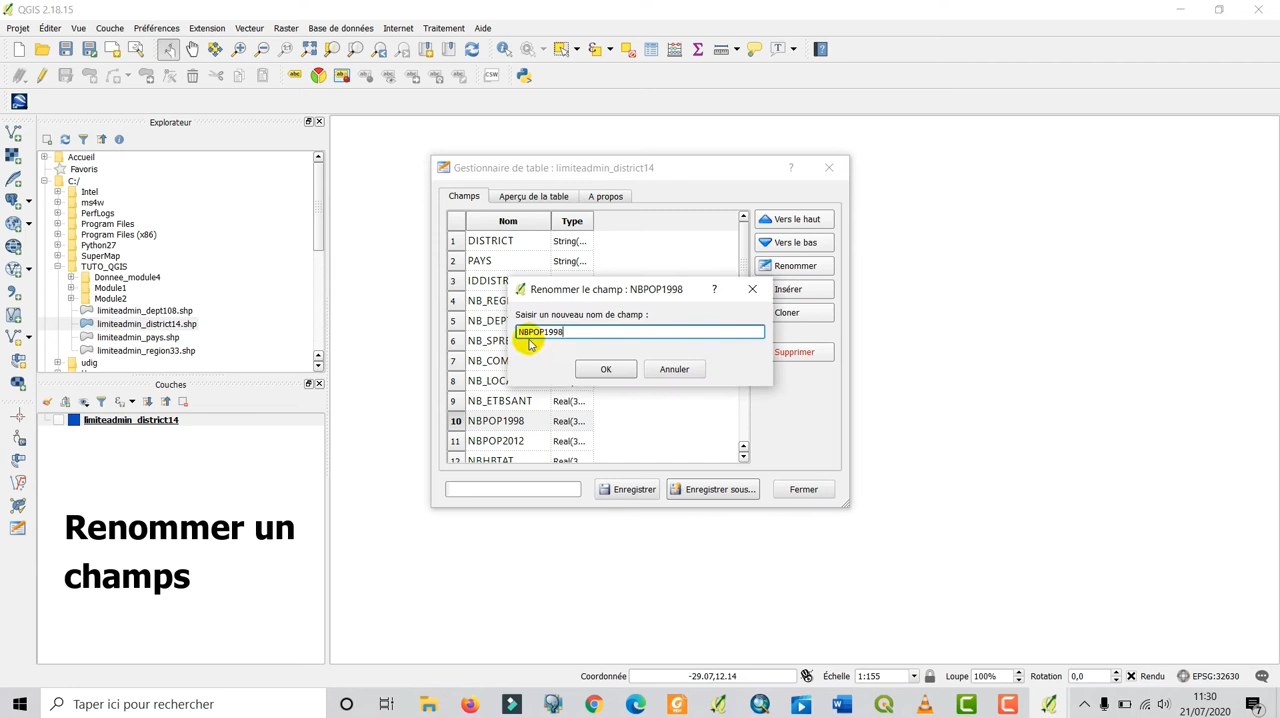 QGIS 2.18.15
Projet Éditer Vue Couche Préférences Extension Vecteur Raster Base de données Internet Traitement Aide
Explorateur
Accueil
Favoris
C:/
Intel
ms4w
PerfLogs
Program Files
Program Files (x86)
Python27
SuperMap
TUTO_QGIS
Donnee_module4
Module1
Module2
limiteadmin_dept108.shp
limiteadmin_district14.shp
limiteadmin_pays.shp
limiteadmin_region33.shp
udig
Couches
limiteadmin_district14
Renommer un
champs
Gestionnaire de table : limiteadmin_district14
Champs Aperçu de la table A propos
Nom Type
1 DISTRICT String(...
2 PAYS String(...
3 IDDISTR
4 NB_REG
5 NB_DEP
6 NB_SPRE
7 NB_COM
8 NB_LOCA
9 NB_ETBSANT Real(3...
10 NBPOP1998 Real(3...
11 NBPOP2012 Real(3...
12 NBHBTAT Real(3...
Vers le haut
Vers le bas
Renommer
Insérer
Cloner
Supprimer
Enregistrer Enregistrer sous... Fermer
Renommer le champ : NBPOP1998
Saisir un nouveau nom de champ :
NBPOP1998
OK Annuler
Coordonnée -29.07,12.14 Échelle 1:155 Loupe 100% Rotation 0,0 Rendu EPSG:32630
Taper ici pour rechercher
11:30
21/07/2020